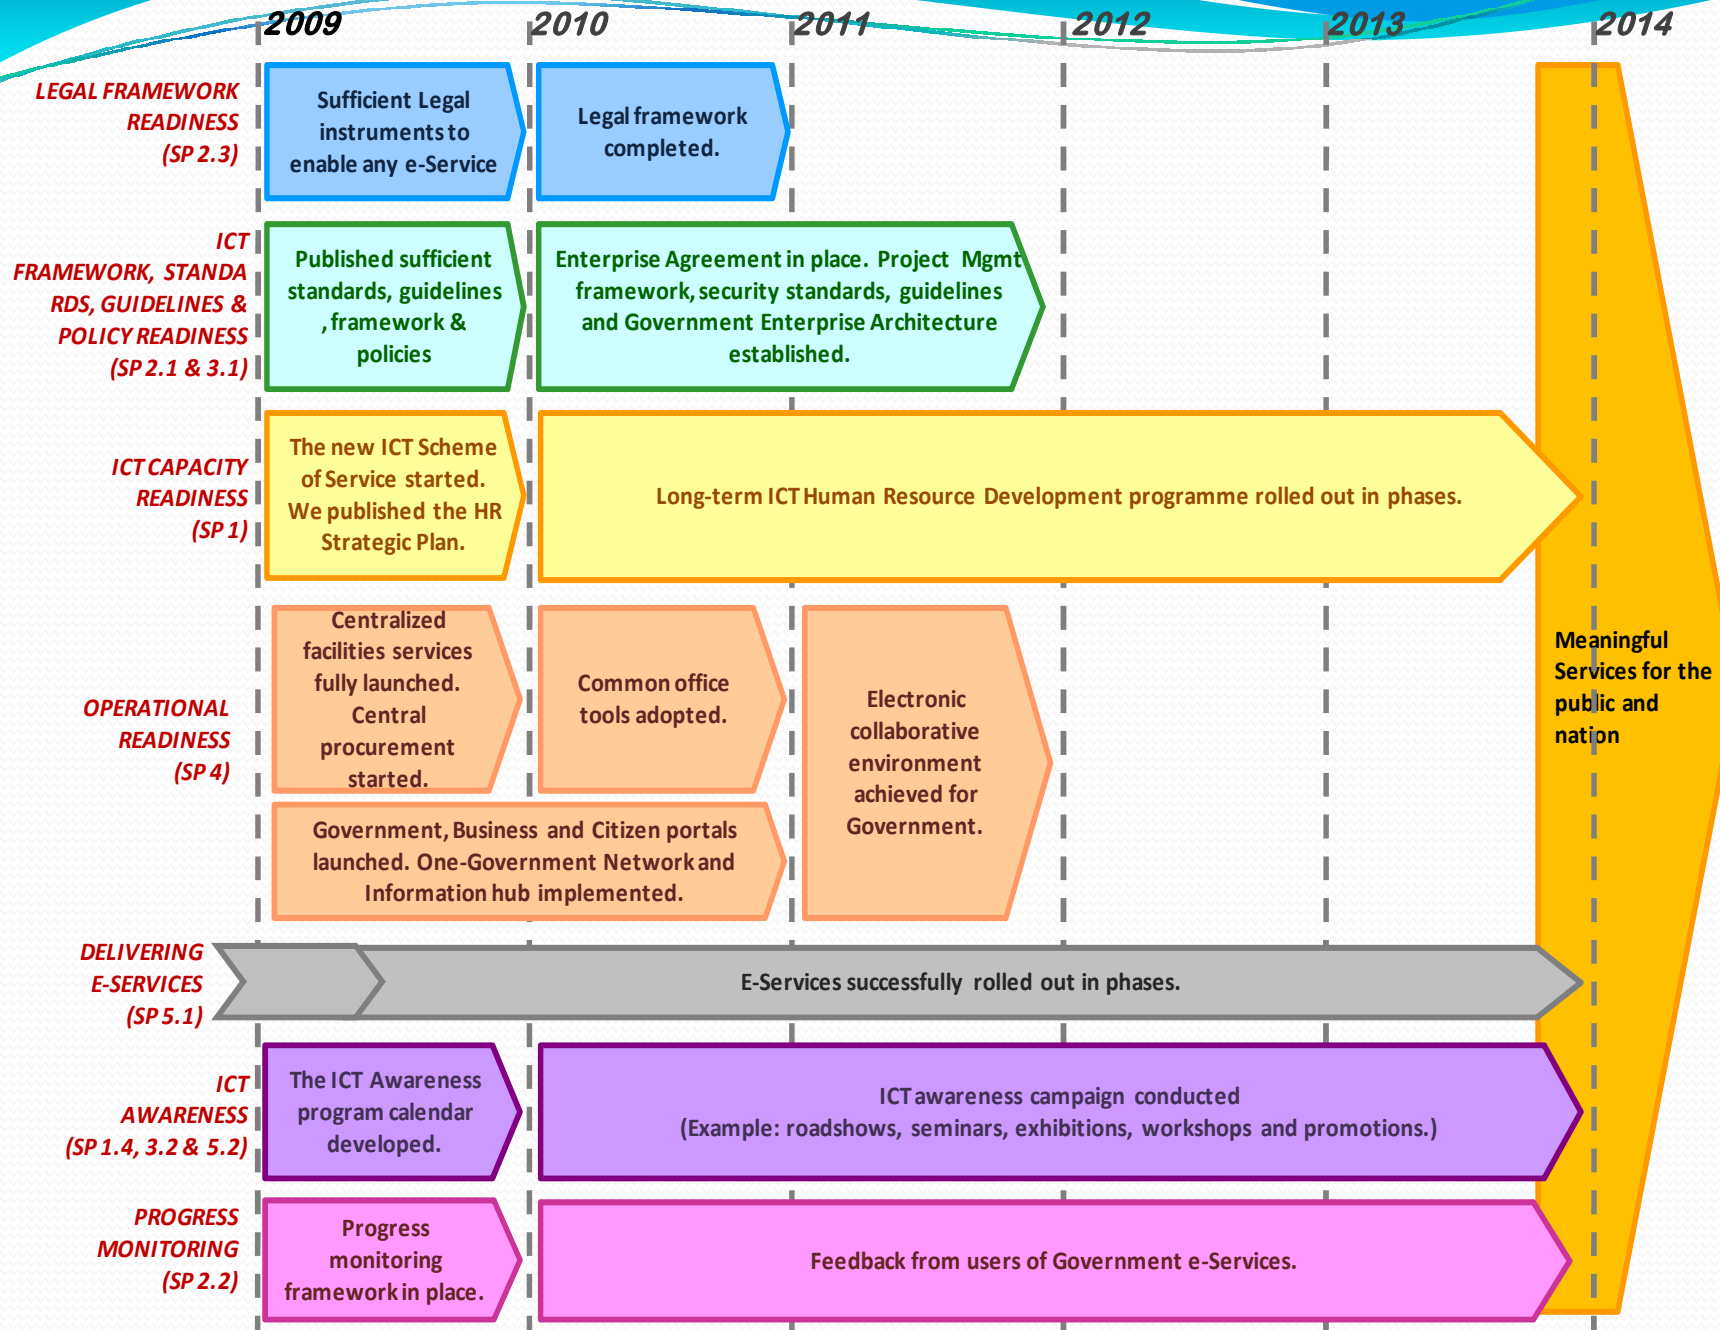 2009 2010 2011 2012 2013 2014
LEGAL FRAMEWORK
READINESS
(SP 2.3)
Sufficient Legal
instruments to
enable any e-Service
Legal framework
completed.
ICT
FRAMEWORK, STANDA
RDS, GUIDELINES &
POLICY READINESS
(SP 2.1 & 3.1)
Published sufficient
standards, guidelines
, framework &
policies
Enterprise Agreement in place. Project Mgmt
framework, security standards, guidelines
and Government Enterprise Architecture
established.
ICT CAPACITY
READINESS
(SP 1)
The new ICT Scheme
of Service started.
We published the HR
Strategic Plan.
Long-term ICT Human Resource Development programme rolled out in phases.
OPERATIONAL
READINESS
(SP 4)
Centralized
facilities services
fully launched.
Central
procurement
started.
Common office
tools adopted.
Government, Business and Citizen portals
launched. One-Government Network and
Information hub implemented.
Electronic
collaborative
environment
achieved for
Government.
Meaningful
Services for the
public and
nation
DELIVERING
E-SERVICES
(SP 5.1)
E-Services successfully rolled out in phases.
ICT
AWARENESS
(SP 1.4, 3.2 & 5.2)
The ICT Awareness
program calendar
developed.
ICT awareness campaign conducted
(Example: roadshows, seminars, exhibitions, workshops and promotions.)
PROGRESS
MONITORING
(SP 2.2)
Progress
monitoring
framework in place.
Feedback from users of Government e-Services.